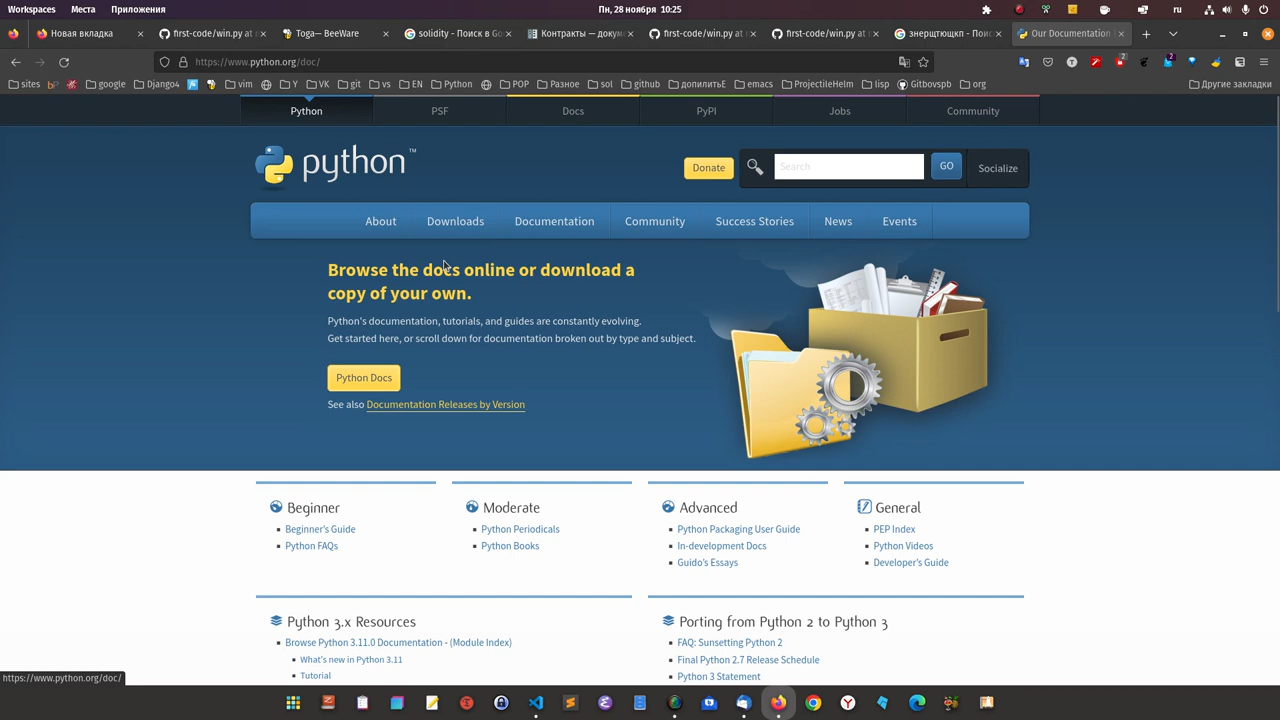 Workspaces Места Приложения Пн, 28 ноября 10:25 ru
Новая вкладка first-code/win.py at n Toga— BeeWare solidity – Поиск в Go Контракты — докум first-code/win.py at n first-code/win.py at n энерщтющкп – Поиск Our Documentation |
https://www.python.org/doc/
sites google Django4 vim Y VK git vs EN Python POP Разное sol github допилитьE emacs ProjectileHelm lisp Gitbovspb org Другие закладки
Python PSF Docs PyPI Jobs Community
python™
Donate Search GO Socialize
About Downloads Documentation Community Success Stories News Events
Browse the docs online or download a
copy of your own.
Python's documentation, tutorials, and guides are constantly evolving.
Get started here, or scroll down for documentation broken out by type and subject.
Python Docs
See also Documentation Releases by Version
Beginner
Beginner's Guide
Python FAQs
Moderate
Python Periodicals
Python Books
Advanced
Python Packaging User Guide
In-development Docs
Guido's Essays
General
PEP Index
Python Videos
Developer's Guide
Python 3.x Resources
Browse Python 3.11.0 Documentation - (Module Index)
What's new in Python 3.11
Tutorial
Porting from Python 2 to Python 3
FAQ: Sunsetting Python 2
Final Python 2.7 Release Schedule
Python 3 Statement
https://www.python.org/doc/